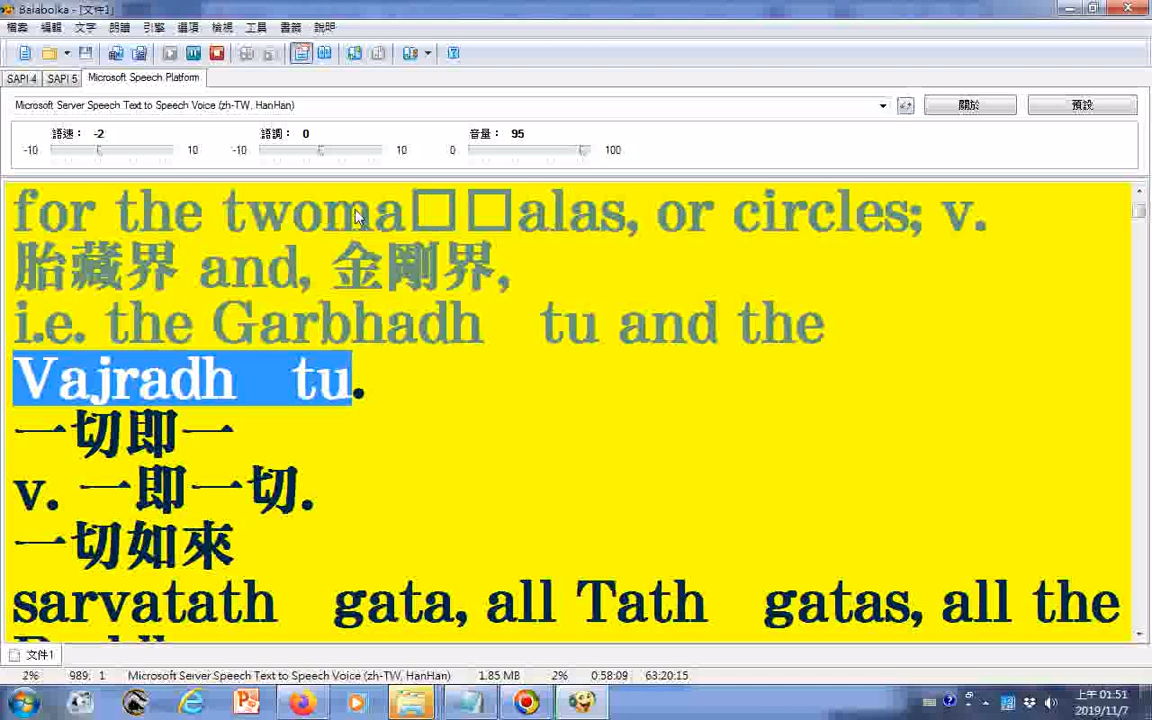 Balabolka - [文件1]
檔案 編輯 文字 朗讀 引擎 選項 檢視 工具 書籤 說明
SAPI 4 SAPI 5 Microsoft Speech Platform
Microsoft Server Speech Text to Speech Voice (zh-TW, HanHan) 關於 預設
語速： -2 語調： 0 音量： 95
-10 10 -10 10 0 100
for the twoma□□alas, or circles; v.
胎藏界 and, 金剛界,
i.e. the Garbhadh　tu and the
Vajradh　tu.
一切即一
v. 一即一切.
一切如來
sarvatath　gata, all Tath　gatas, all the
文件1
2% 989, 1 Microsoft Server Speech Text to Speech Voice (zh-TW, HanHan) 1.85 MB 2% 0:58:09 63:20:15
上午 01:51
2019/11/7